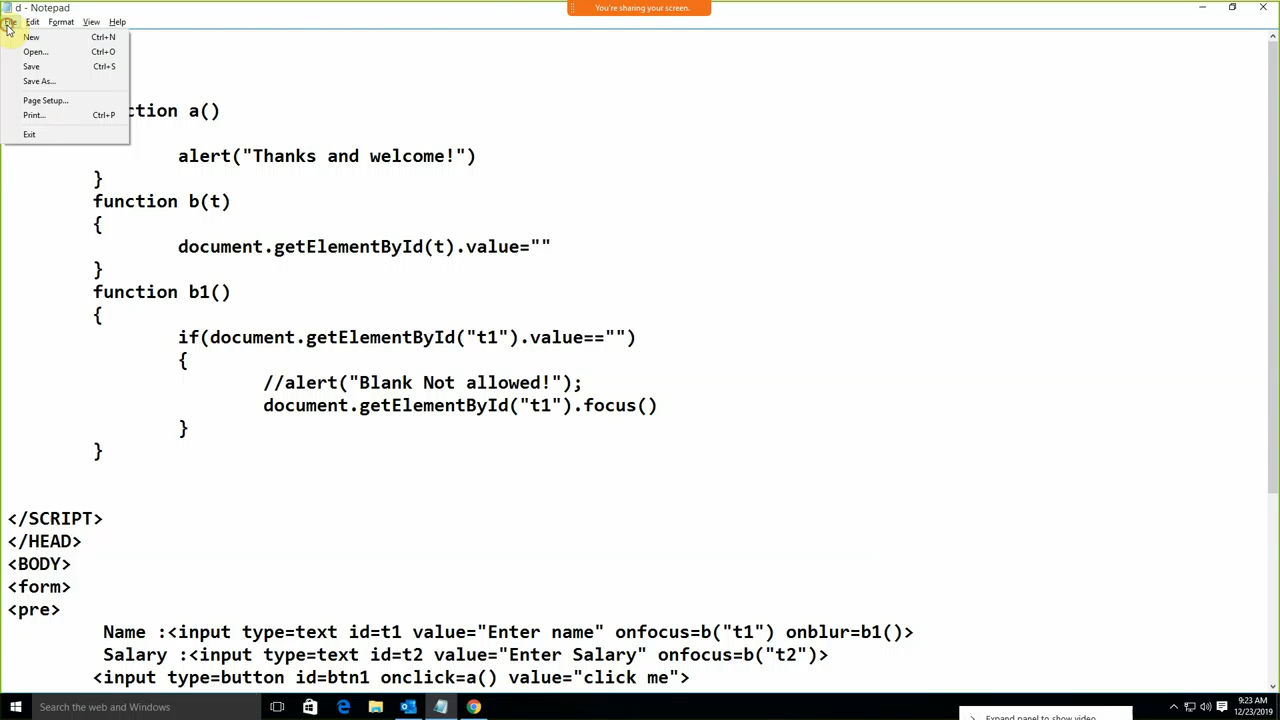 d - Notepad
You're sharing your screen.
File Edit Format View Help
New Ctrl+N
Open... Ctrl+O
Save Ctrl+S
Save As...
Page Setup...
Print... Ctrl+P
Exit
ction a()
alert("Thanks and welcome!")
}
function b(t)
{
document.getElementById(t).value=""
}
function b1()
{
if(document.getElementById("t1").value=="")
{
//alert("Blank Not allowed!");
document.getElementById("t1").focus()
}
}
</SCRIPT>
</HEAD>
<BODY>
<form>
<pre>
Name :<input type=text id=t1 value="Enter name" onfocus=b("t1") onblur=b1()>
Salary :<input type=text id=t2 value="Enter Salary" onfocus=b("t2")>
<input type=button id=btn1 onclick=a() value="click me">
Expand panel to show video
Search the web and Windows
9:23 AM
12/23/2019